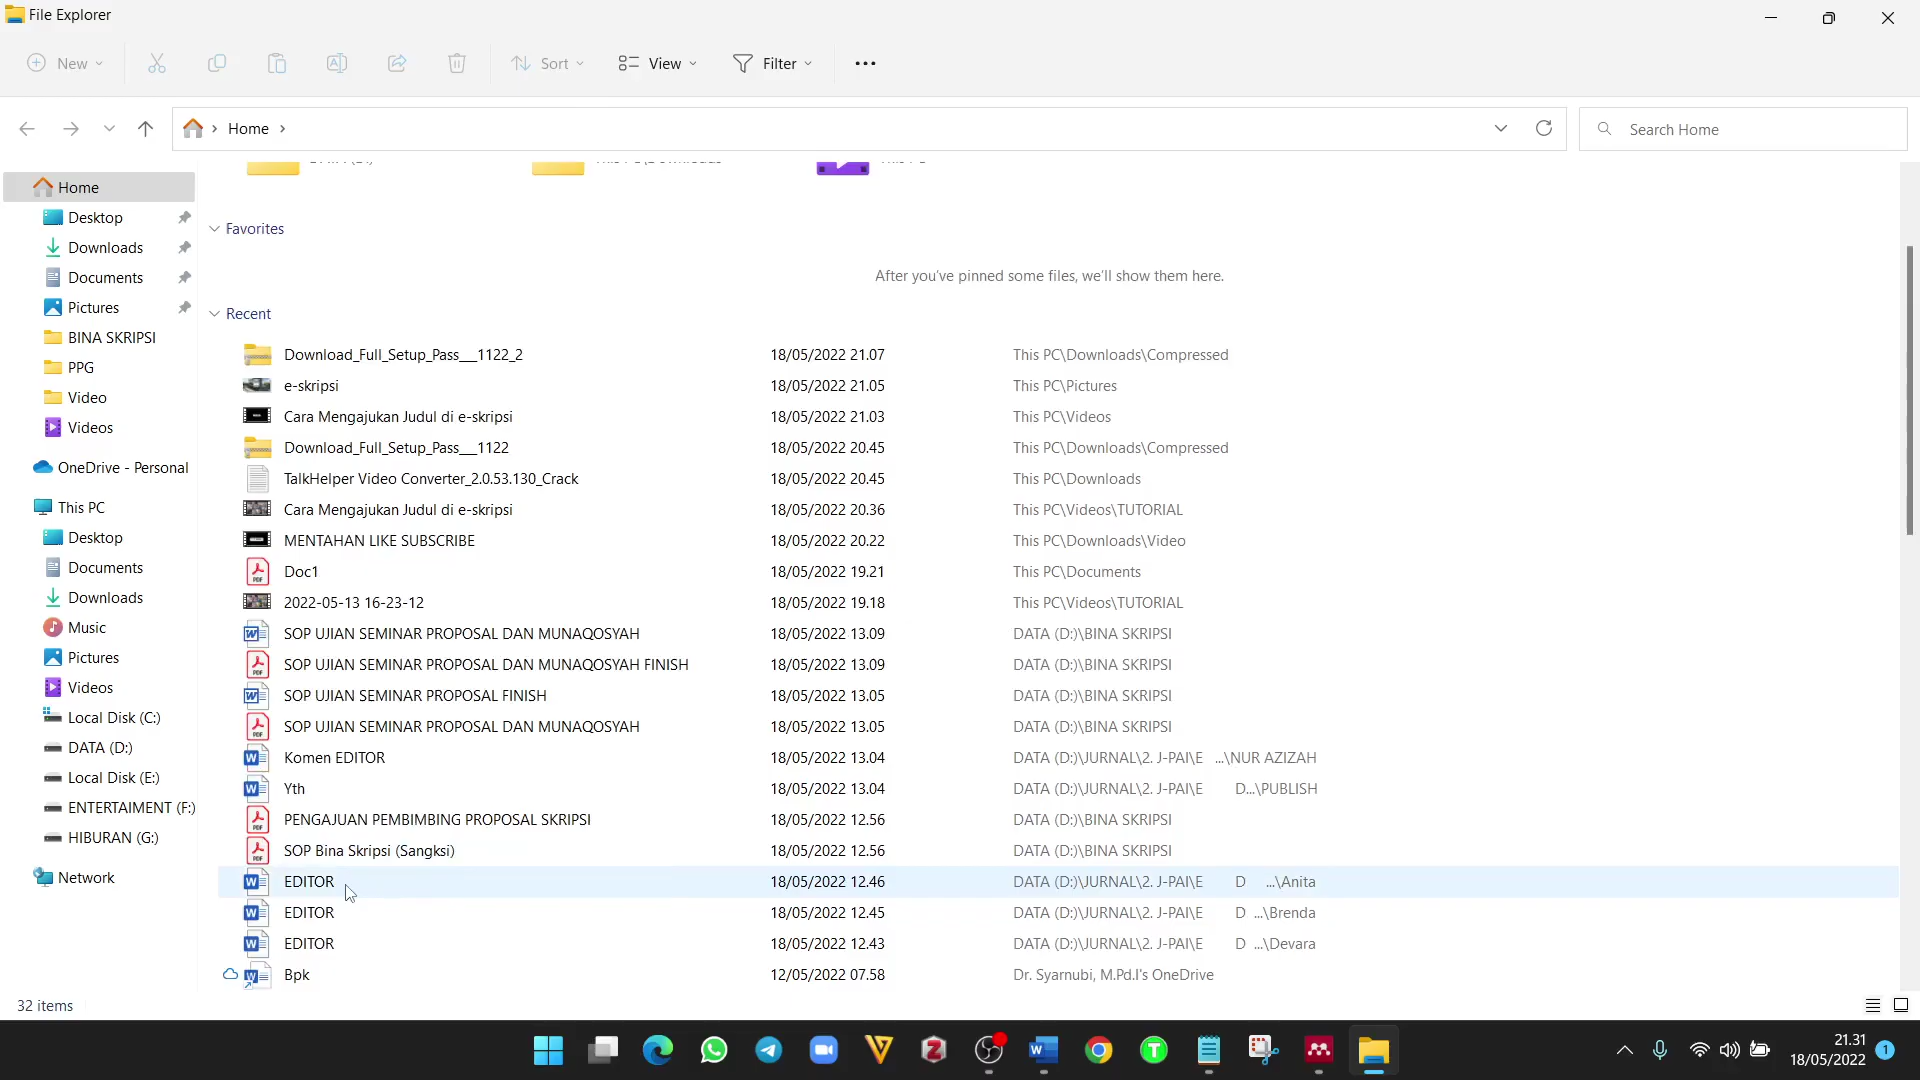 File Explorer
New
Sort
View
Filter
Home
Search Home
Home
Desktop
Downloads
Documents
Pictures
BINA SKRIPSI
PPG
Video
Videos
OneDrive - Personal
This PC
Desktop
Documents
Downloads
Music
Pictures
Videos
Local Disk (C:)
DATA (D:)
Local Disk (E:)
ENTERTAIMENT (F:)
HIBURAN (G:)
Network
Favorites
After you've pinned some files, we'll show them here.
Recent
Download_Full_Setup_Pass__1122_2 18/05/2022 21.07 This PC\Downloads\Compressed
e-skripsi 18/05/2022 21.05 This PC\Pictures
Cara Mengajukan Judul di e-skripsi 18/05/2022 21.03 This PC\Videos
Download_Full_Setup_Pass__1122 18/05/2022 20.45 This PC\Downloads\Compressed
TalkHelper Video Converter_2.0.53.130_Crack 18/05/2022 20.45 This PC\Downloads
Cara Mengajukan Judul di e-skripsi 18/05/2022 20.36 This PC\Videos\TUTORIAL
MENTAHAN LIKE SUBSCRIBE 18/05/2022 20.22 This PC\Downloads\Video
Doc1 18/05/2022 19.21 This PC\Documents
2022-05-13 16-23-12 18/05/2022 19.18 This PC\Videos\TUTORIAL
SOP UJIAN SEMINAR PROPOSAL DAN MUNAQOSYAH 18/05/2022 13.09 DATA (D:)\BINA SKRIPSI
SOP UJIAN SEMINAR PROPOSAL DAN MUNAQOSYAH FINISH 18/05/2022 13.09 DATA (D:)\BINA SKRIPSI
SOP UJIAN SEMINAR PROPOSAL FINISH 18/05/2022 13.05 DATA (D:)\BINA SKRIPSI
SOP UJIAN SEMINAR PROPOSAL DAN MUNAQOSYAH 18/05/2022 13.05 DATA (D:)\BINA SKRIPSI
Komen EDITOR 18/05/2022 13.04 DATA (D:)\JURNAL\2. J-PAI\E ...\NUR AZIZAH
Yth 18/05/2022 13.04 DATA (D:)\JURNAL\2. J-PAI\E D...\PUBLISH
PENGAJUAN PEMBIMBING PROPOSAL SKRIPSI 18/05/2022 12.56 DATA (D:)\BINA SKRIPSI
SOP Bina Skripsi (Sangksi) 18/05/2022 12.56 DATA (D:)\BINA SKRIPSI
EDITOR 18/05/2022 12.46 DATA (D:)\JURNAL\2. J-PAI\E D ...\Anita
EDITOR 18/05/2022 12.45 DATA (D:)\JURNAL\2. J-PAI\E D ...\Brenda
EDITOR 18/05/2022 12.43 DATA (D:)\JURNAL\2. J-PAI\E D ...\Devara
Bpk 12/05/2022 07.58 Dr. Syarnubi, M.Pd.I's OneDrive
32 items
21.31
18/05/2022
1